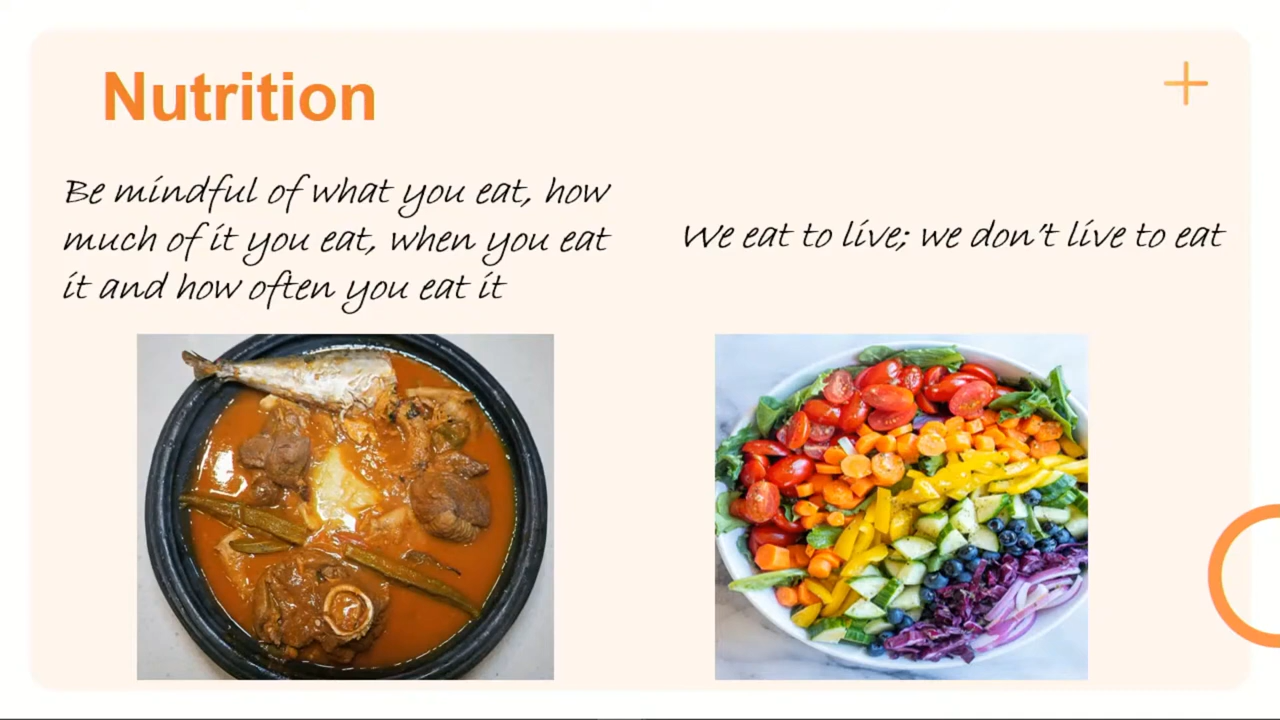 Nutrition
Be mindful of what you eat, how
much of it you eat, when you eat
it and how often you eat it
We eat to live; we don't live to eat